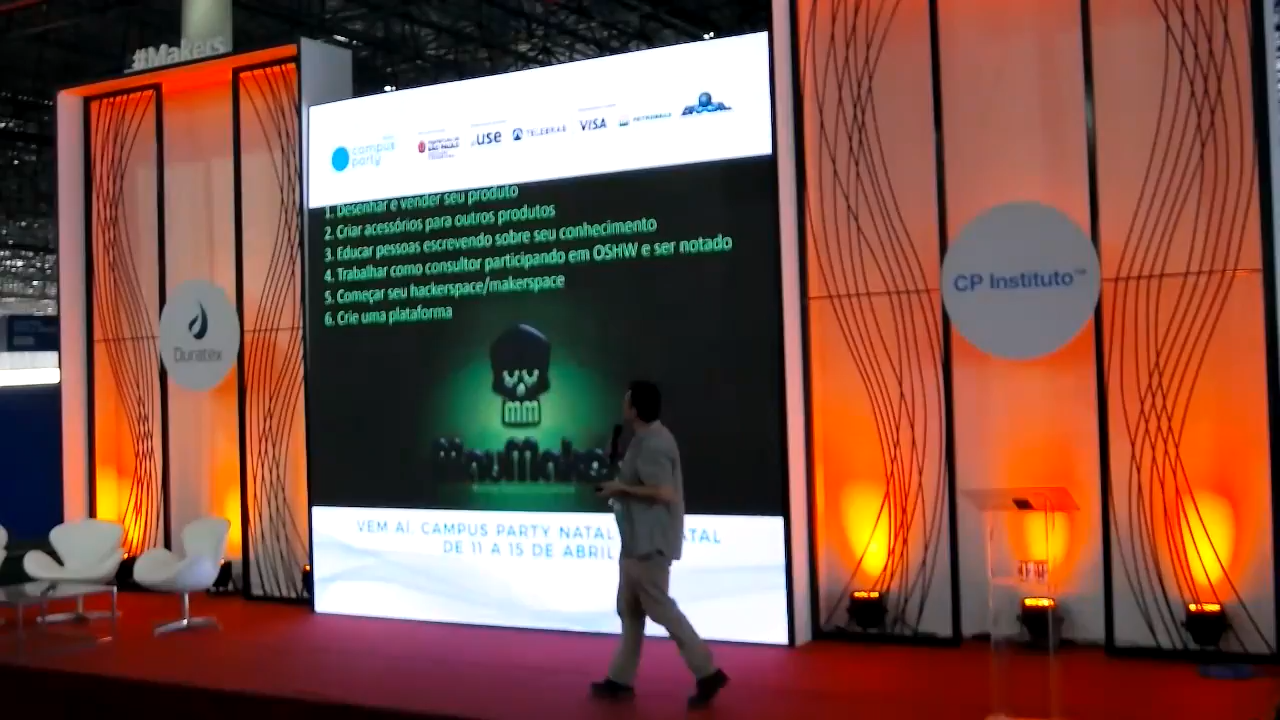 #Makers
campus
party
USE
TELEBRAS
VISA
PETROBRAS
1. Desenhar e vender seu produto
2. Criar acessórios para outros produtos
3. Educar pessoas escrevendo sobre seu conhecimento
4. Trabalhar como consultor participando em OSHW e ser notado
5. Começar seu hackerspace/makerspace
6. Crie uma plataforma
MM
VEM AÍ: CAMPUS PARTY NATAL
DE 11 A 15 DE ABRIL
Duratex
CP Instituto